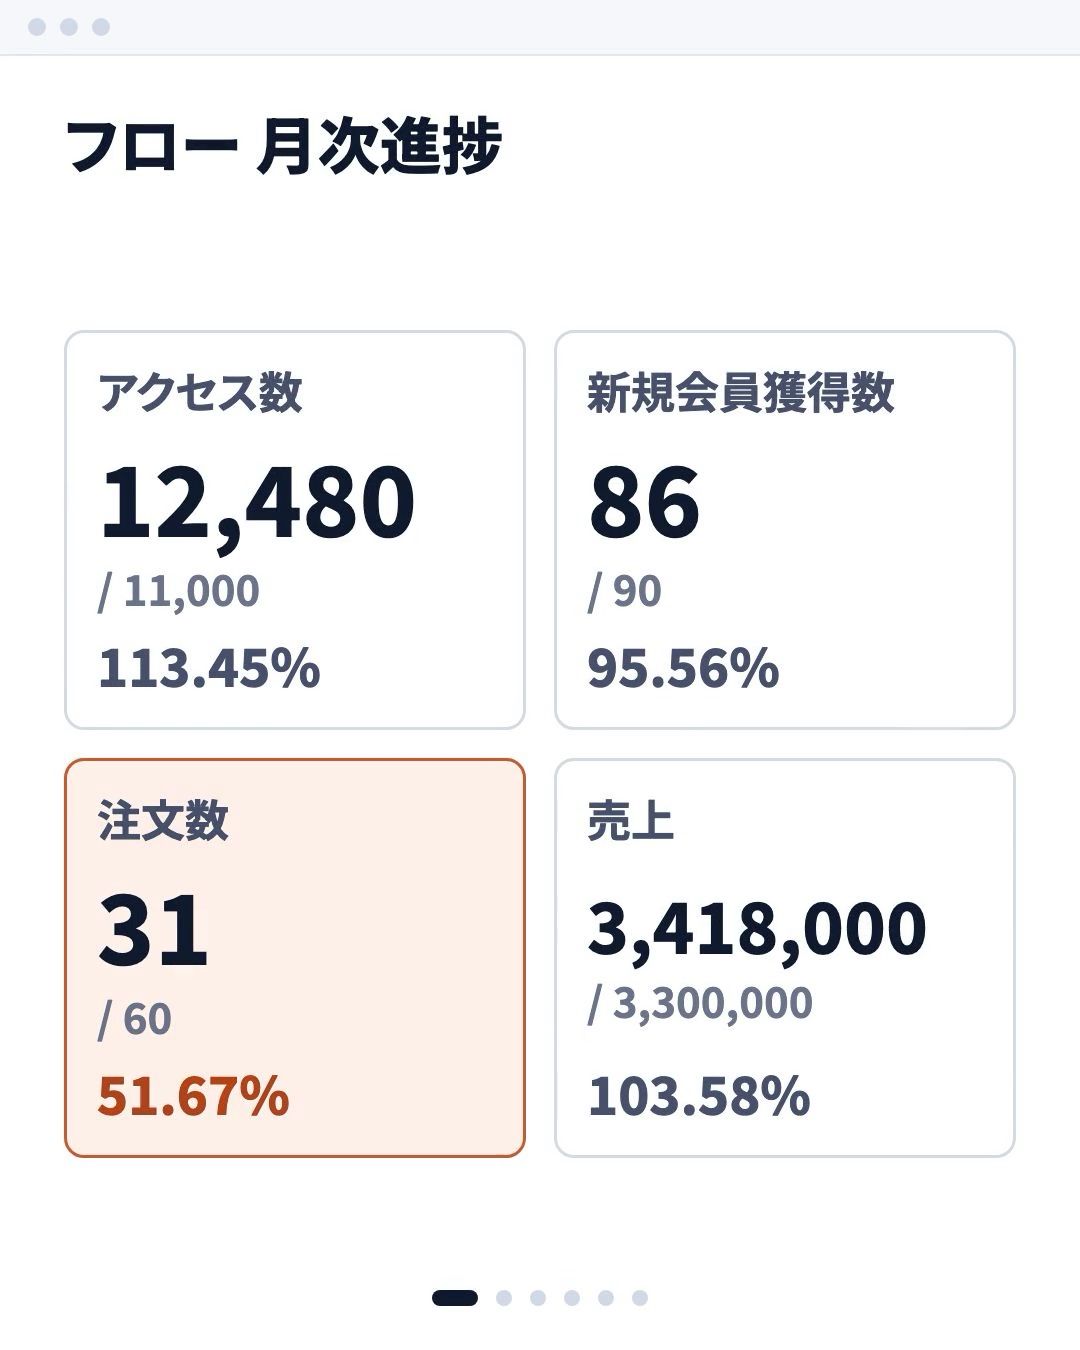 フロー 月次進捗
アクセス数
12,480
/ 11,000
113.45%
新規会員獲得数
86
/ 90
95.56%
注文数
31
/ 60
51.67%
売上
3,418,000
/ 3,300,000
103.58%